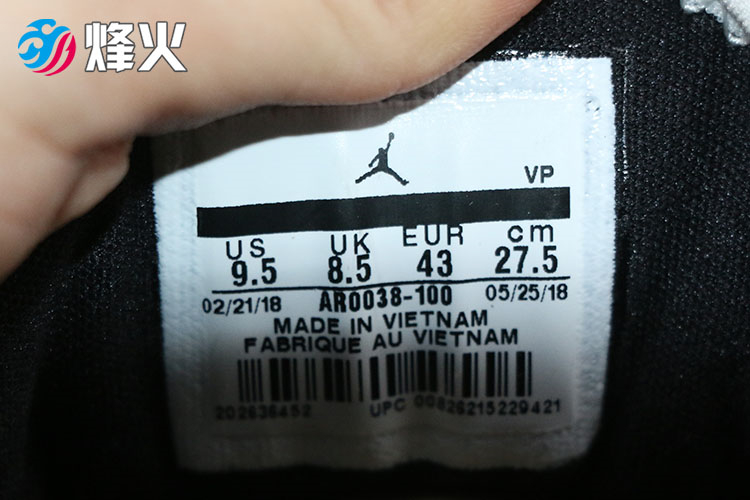 烽火
VP
US UK EUR cm
9.5 8.5 43 27.5
02/21/18 AR0038-100 05/25/18
MADE IN VIETNAM
FABRIQUE AU VIETNAM
202636452 UPC 00826215229421